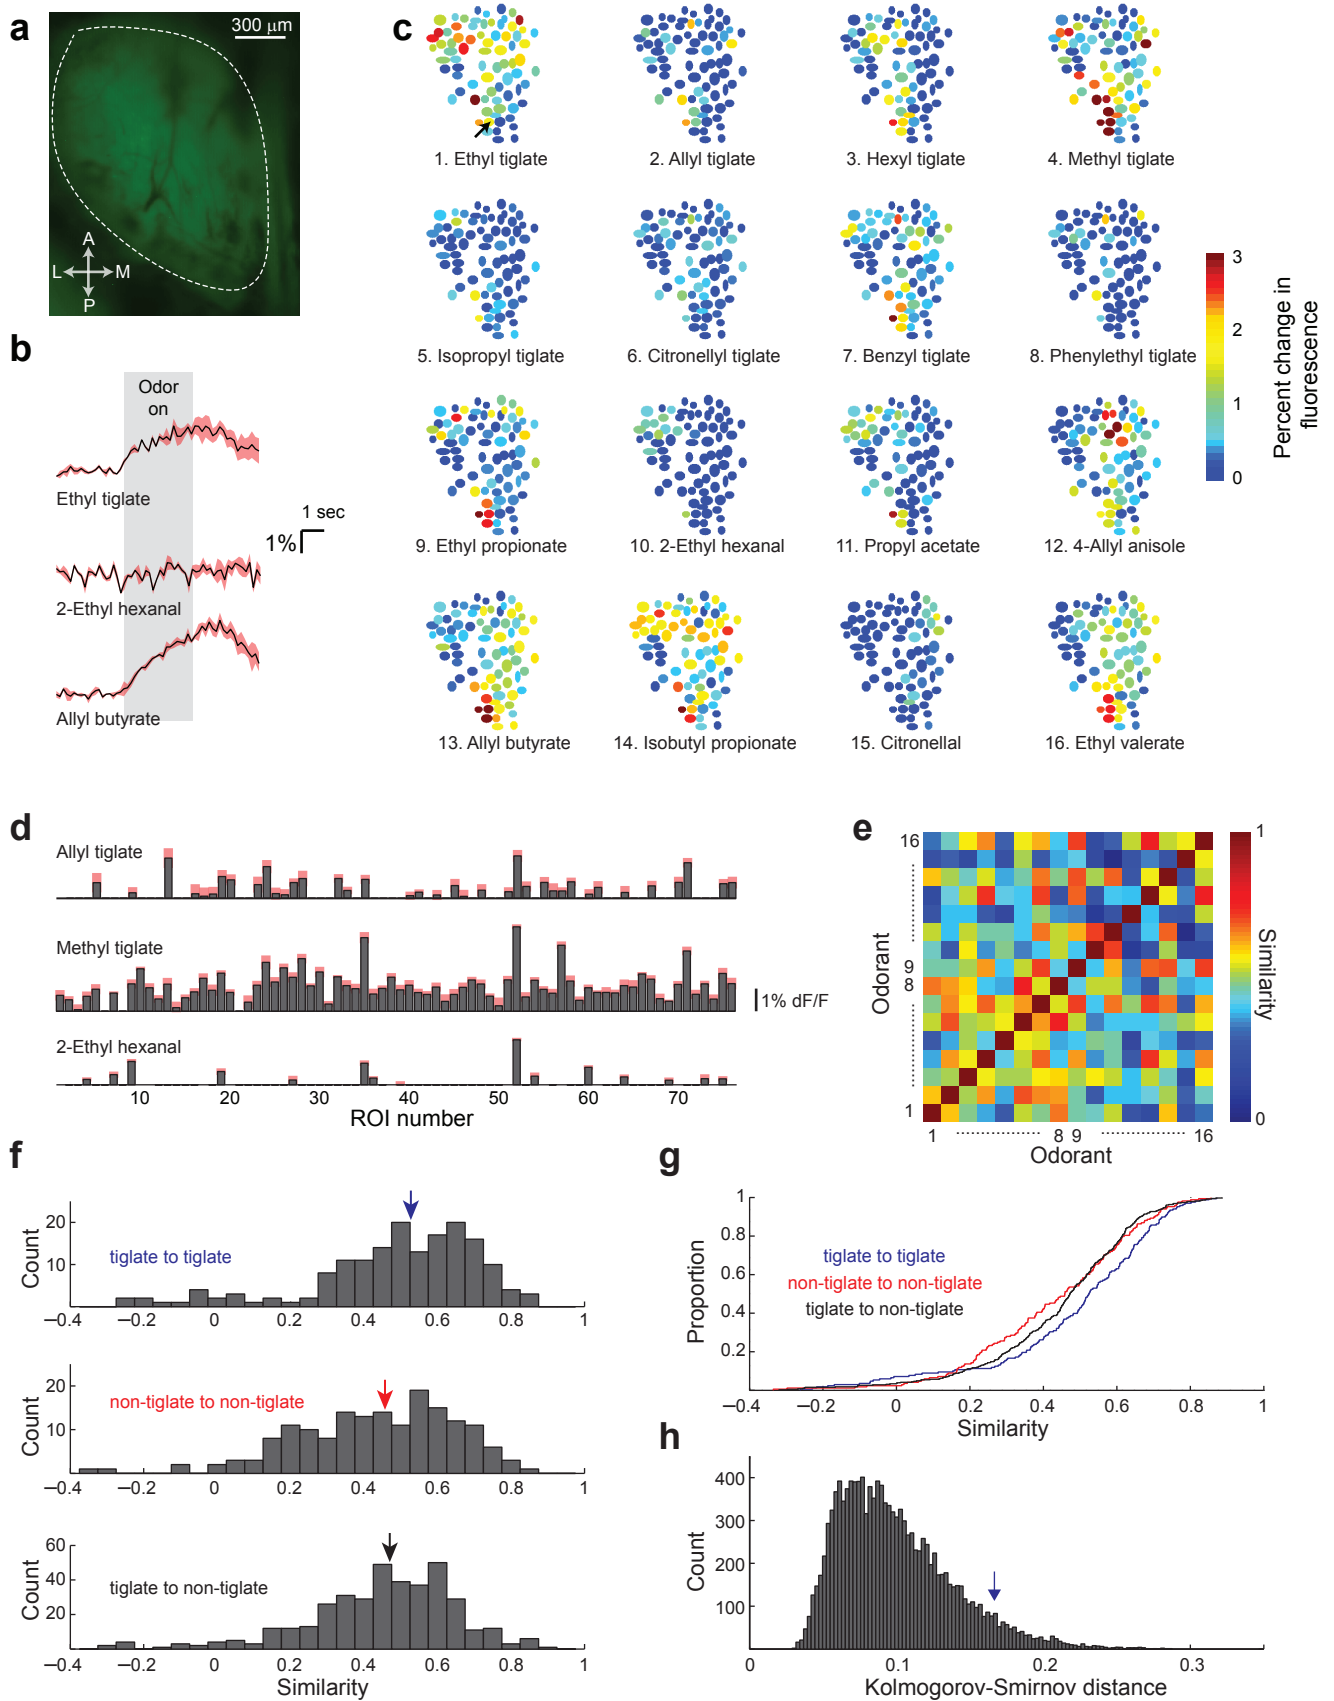 a
300 μm
A
L
M
P
b
Odor
on
Ethyl tiglate
2-Ethyl hexanal
Allyl butyrate
1 sec
1%
c
1. Ethyl tiglate
2. Allyl tiglate
3. Hexyl tiglate
4. Methyl tiglate
5. Isopropyl tiglate
6. Citronellyl tiglate
7. Benzyl tiglate
8. Phenylethyl tiglate
9. Ethyl propionate
10. 2-Ethyl hexanal
11. Propyl acetate
12. 4-Allyl anisole
13. Allyl butyrate
14. Isobutyl propionate
15. Citronellal
16. Ethyl valerate
3
2
1
0
Percent change in
fluorescence
d
Allyl tiglate
Methyl tiglate
2-Ethyl hexanal
1% dF/F
10 20 30 40 50 60 70
ROI number
e
16
9
8
1
Odorant
1 8 9 16
Odorant
1
0
Similarity
f
20
10
Count
tiglate to tiglate
−0.4 −0.2 0 0.2 0.4 0.6 0.8 1
20
10
Count
non-tiglate to non-tiglate
−0.4 −0.2 0 0.2 0.4 0.6 0.8 1
60
40
20
Count
tiglate to non-tiglate
−0.4 −0.2 0 0.2 0.4 0.6 0.8 1
Similarity
g
1
0.8
0.6
0.4
0.2
Proportion
tiglate to tiglate
non-tiglate to non-tiglate
tiglate to non-tiglate
−0.4 −0.2 0 0.2 0.4 0.6 0.8 1
Similarity
h
400
300
200
100
Count
0 0.1 0.2 0.3
Kolmogorov-Smirnov distance